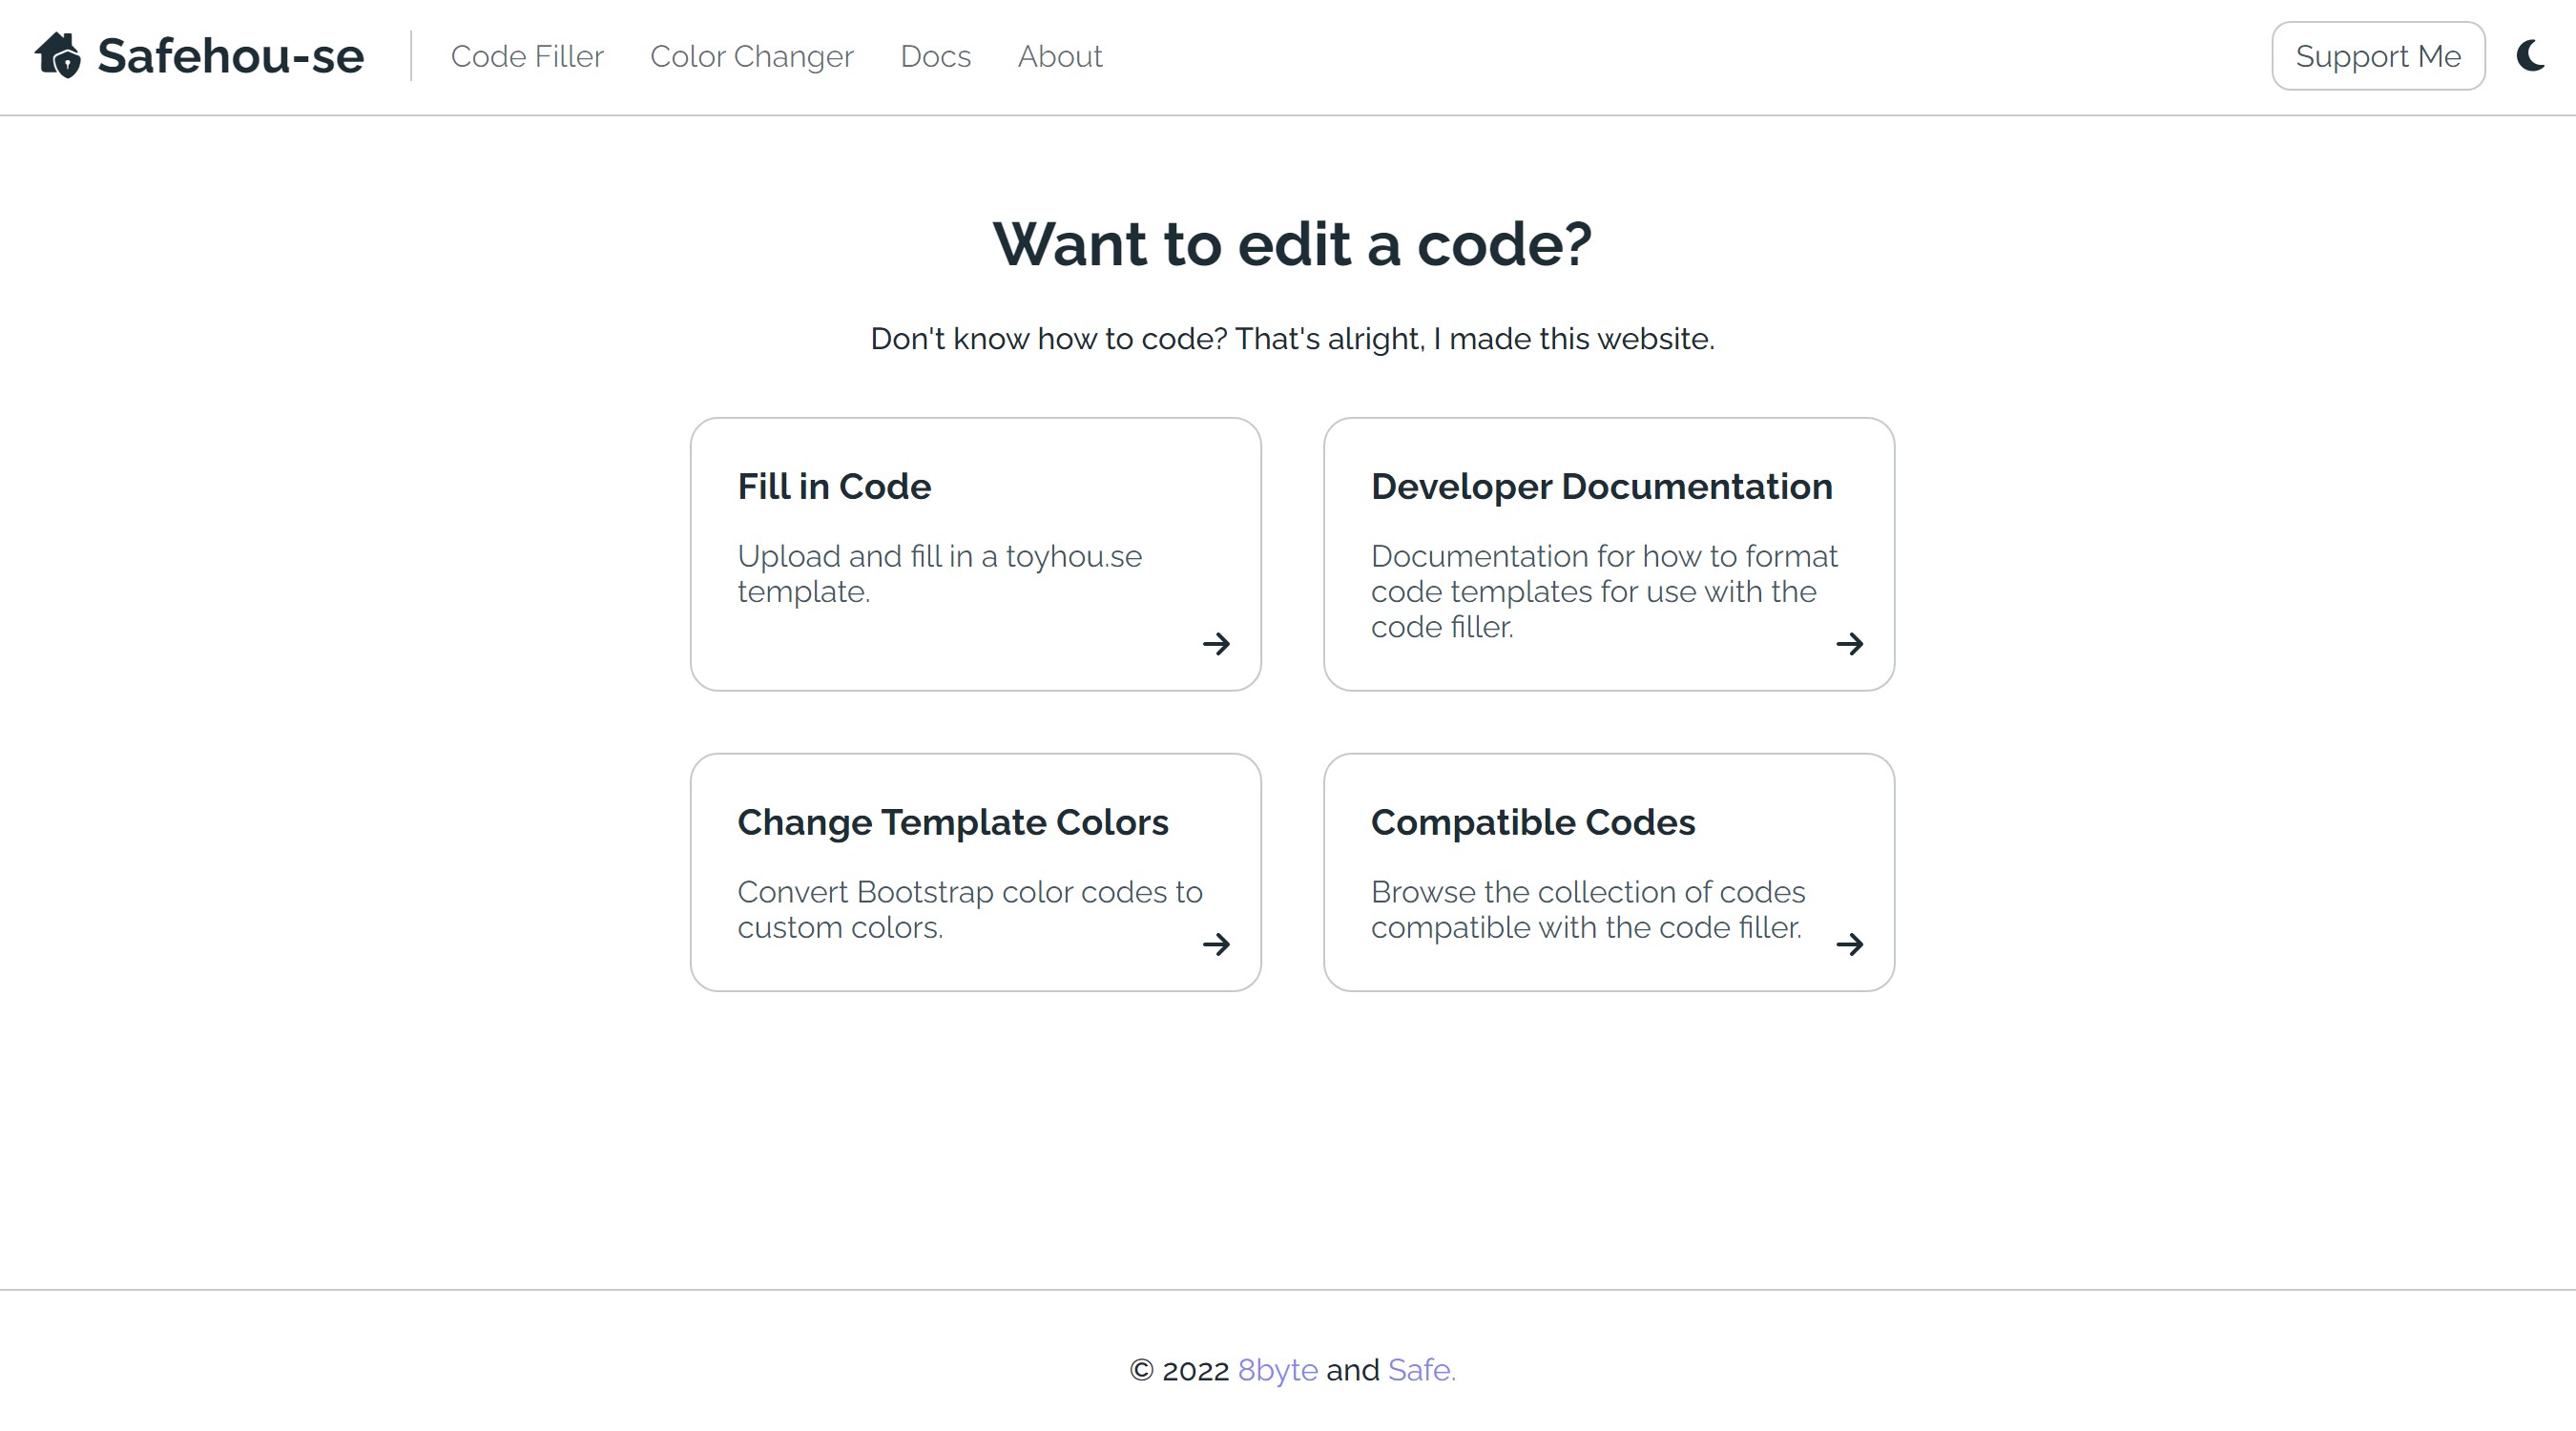 Safehou-se
Code Filler
Color Changer
Docs
About
Support Me
Want to edit a code?
Don't know how to code? That's alright, I made this website.
Fill in Code
Upload and fill in a toyhou.se
template.
Developer Documentation
Documentation for how to format
code templates for use with the
code filler.
Change Template Colors
Convert Bootstrap color codes to
custom colors.
Compatible Codes
Browse the collection of codes
compatible with the code filler.
© 2022 8byte and Safe.